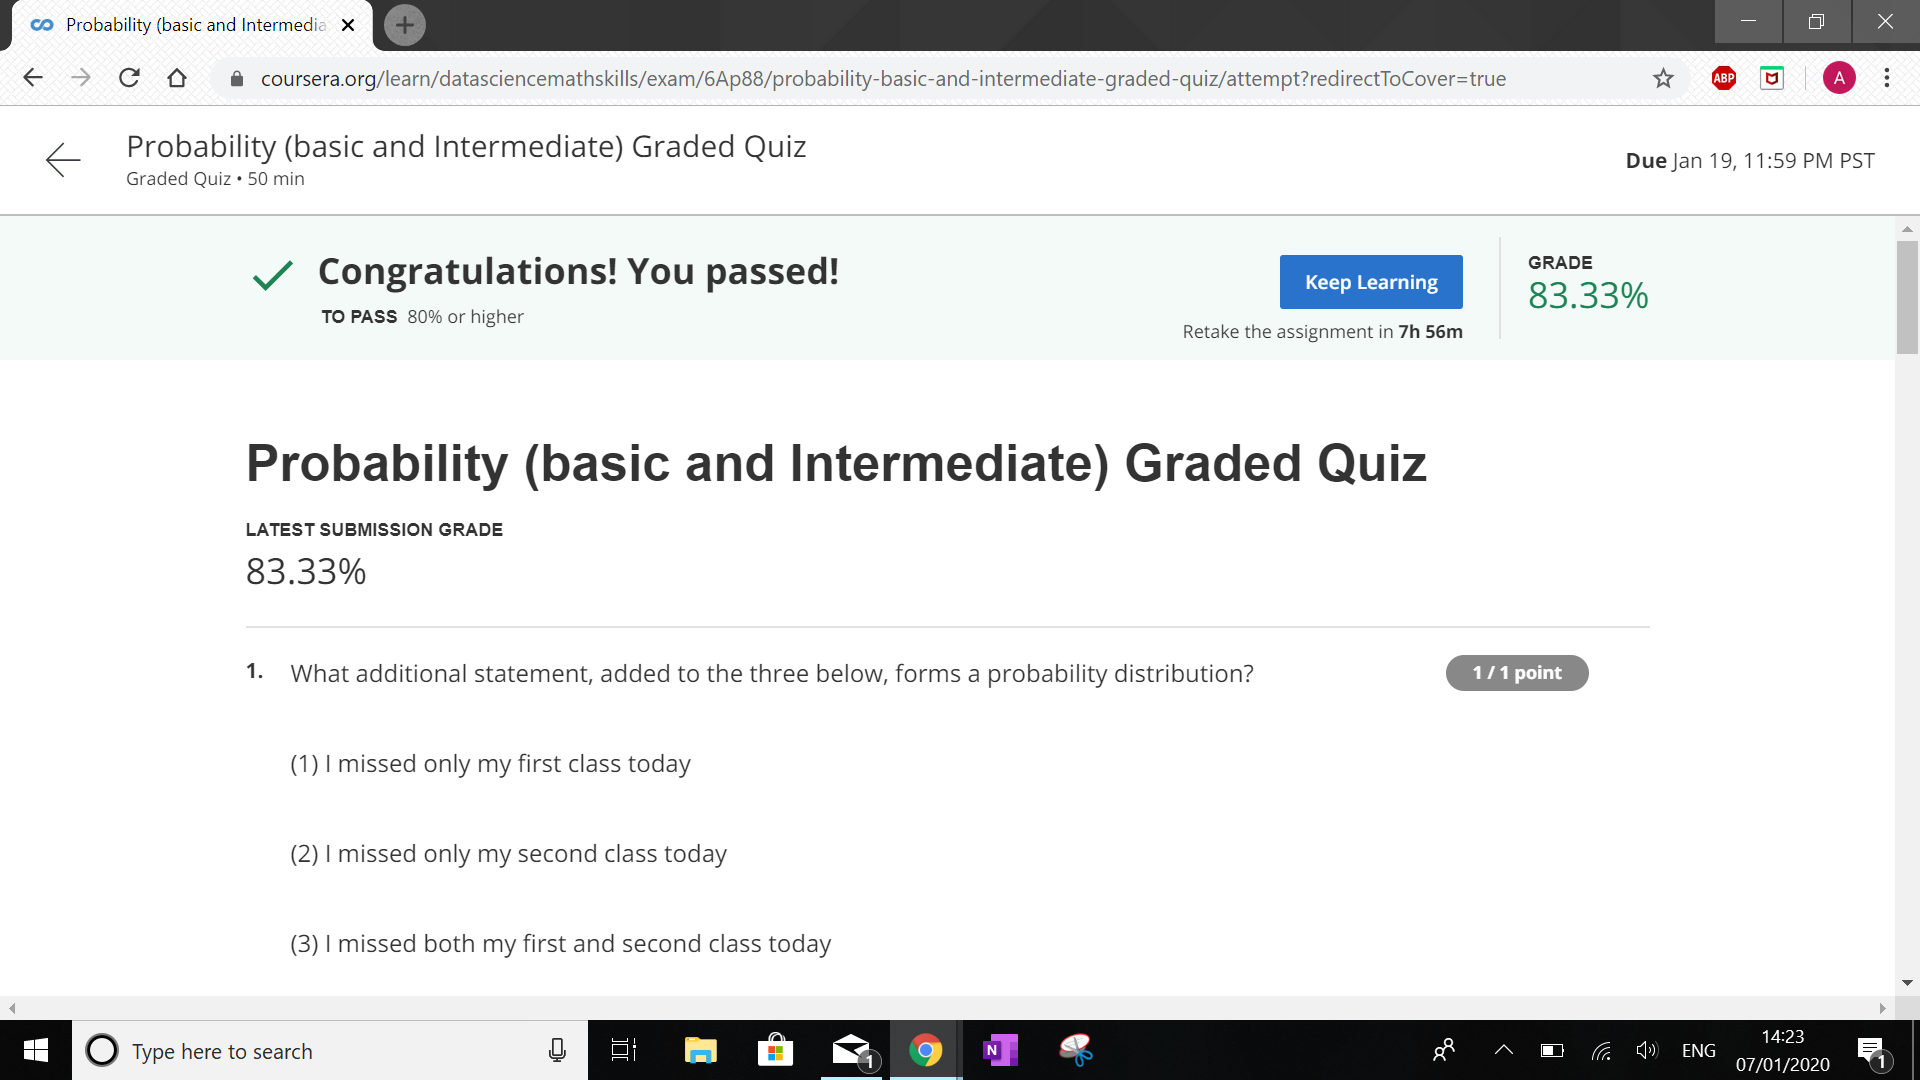 Probability (basic and Intermedia
coursera.org/learn/datasciencemathskills/exam/6Ap88/probability-basic-and-intermediate-graded-quiz/attempt?redirectToCover=true
ABP
A
Probability (basic and Intermediate) Graded Quiz
Graded Quiz • 50 min
Due Jan 19, 11:59 PM PST
Congratulations! You passed!
TO PASS 80% or higher
Keep Learning
Retake the assignment in 7h 56m
GRADE
83.33%
Probability (basic and Intermediate) Graded Quiz
LATEST SUBMISSION GRADE
83.33%
1. What additional statement, added to the three below, forms a probability distribution?
1 / 1 point
(1) I missed only my first class today
(2) I missed only my second class today
(3) I missed both my first and second class today
Type here to search
1
N
ENG
14:23
07/01/2020
1